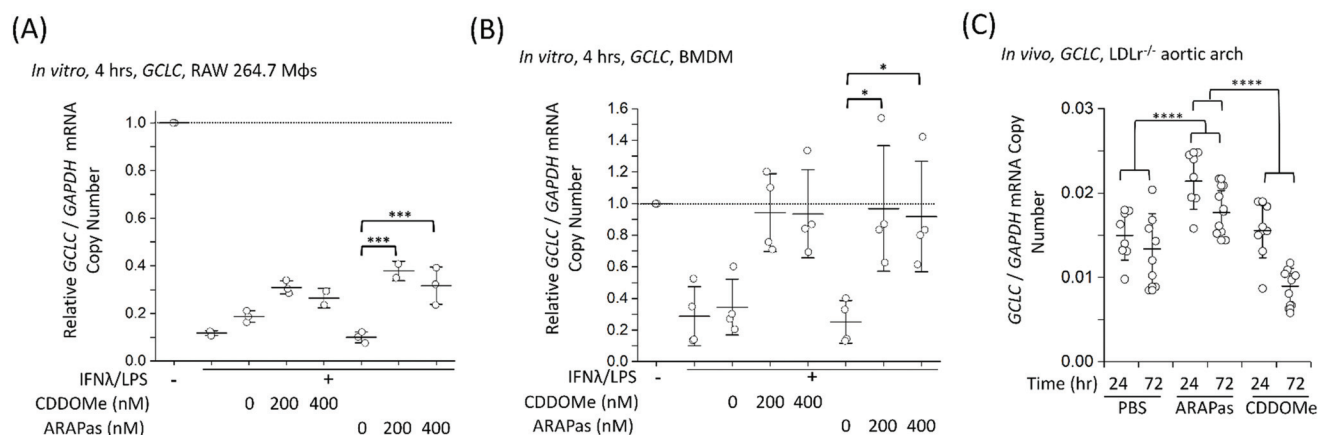 (A)
In vitro, 4 hrs, GCLC, RAW 264.7 Mϕs
Relative GCLC / GAPDH mRNA
Copy Number
1.0
0.8
0.6
0.4
0.2
0.0
***
***
IFNλ/LPS - +
CDDOMe (nM) 0 200 400
ARAPas (nM) 0 200 400
(B)
In vitro, 4 hrs, GCLC, BMDM
Relative GCLC / GAPDH mRNA
Copy Number
1.6
1.4
1.2
1.0
0.8
0.6
0.4
0.2
0.0
*
*
IFNλ/LPS - +
CDDOMe (nM) 0 200 400
ARAPas (nM) 0 200 400
(C)
In vivo, GCLC, LDLr-/- aortic arch
GCLC / GAPDH mRNA Copy
Number
0.03
0.02
0.01
0.00
****
****
Time (hr) 24 72 24 72 24 72
PBS ARAPas CDDOMe